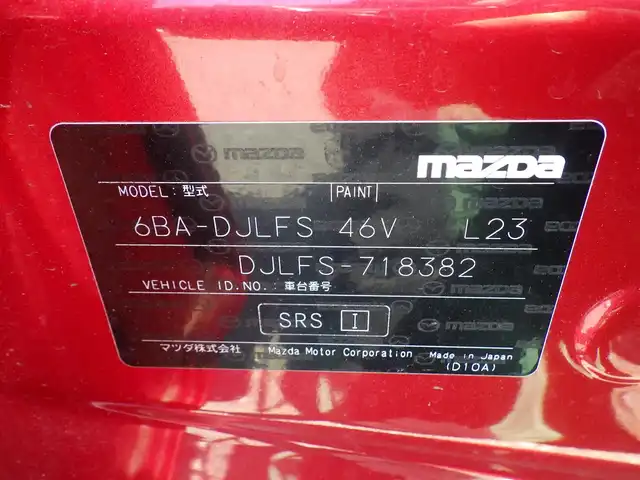 mazda
MODEL:型式 PAINT
6BA-DJLFS 46V L23
DJLFS-718382
VEHICLE ID.NO.:車台番号
SRS I
マツダ株式会社 Mazda Motor Corporation Made in Japan
(D10A)